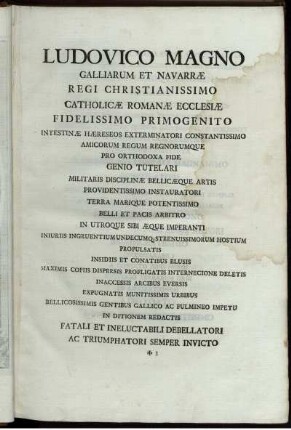 LUDOVICO MAGNO
GALLIARUM ET NAVARRÆ
REGI CHRISTIANISSIMO
CATHOLICÆ ROMANÆ ECCLESIÆ
FIDELISSIMO PRIMOGENITO
INTESTINÆ HÆRESEOS EXTERMINATORI CONSTANTISSIMO
AMICORUM REGUM REGNORUMQUE
PRO ORTHODOXA FIDE
GENIO TUTELARI
MILITARIS DISCIPLINÆ BELLICÆQUE ARTIS
PROVIDENTISSIMO INSTAURATORI
TERRA MARIQUE POTENTISSIMO
BELLI ET PACIS ARBITRO
IN UTROQUE SIBI ÆQUE IMPERANTI
INIURIIS INGRUENTIUM UNDECUMQ; STRENUISSIMORUM HOSTIUM
PROPULSATIS
INSIDIIS ET CONATIBUS ELUSIS
MAXIMIS COPIIS DISPERSIS PROFLIGATIS INTERNECIONE DELETIS
INACCESSIS ARCIBUS EVERSIS
EXPUGNATIS MUNITISSIMIS URBIBUS
BELLICOSISSIMIS GENTIBUS GALLICO AC FULMINEO IMPETU
IN DITIONEM REDACTIS
FATALI ET INELUCTABILI DEBELLATORI
AC TRIUMPHATORI SEMPER INVICTO
✠ 3